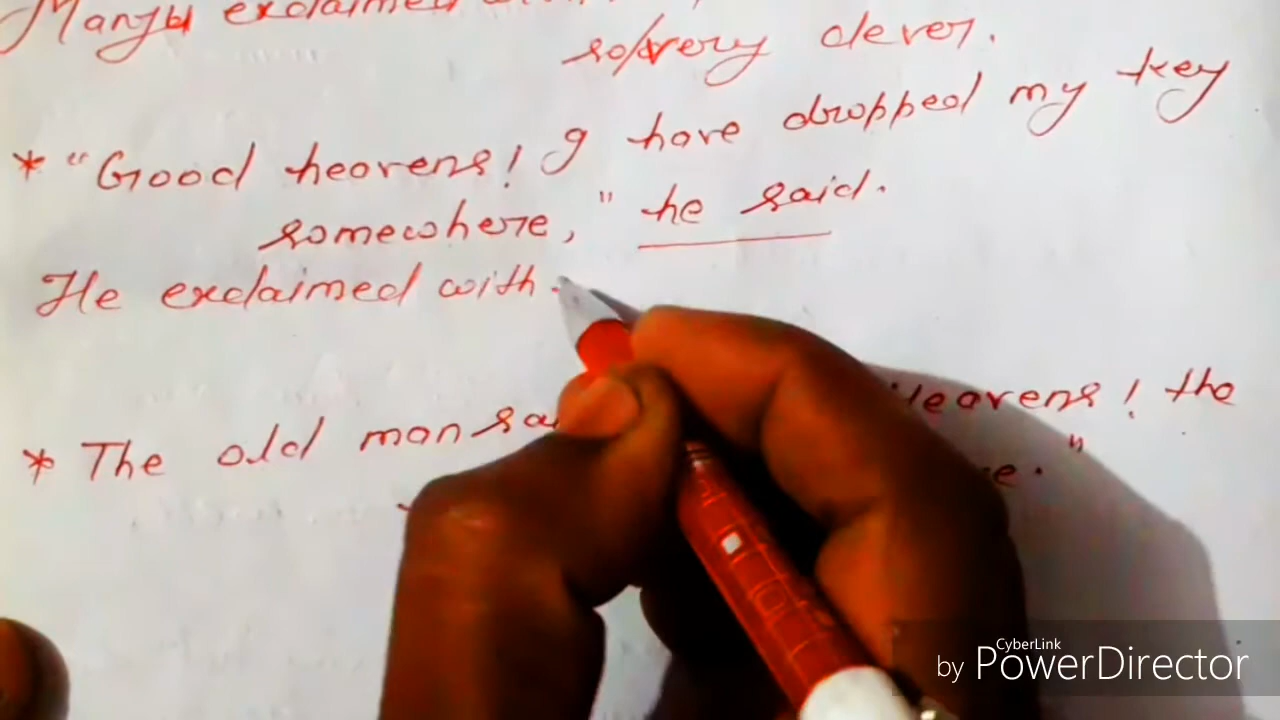 Manju exclaimed
so/very clever.
* "Good heavens! I have dropped my key
somewhere," he said.
He exclaimed with
* The old man sa Heavens! the
"
CyberLink
by PowerDirector